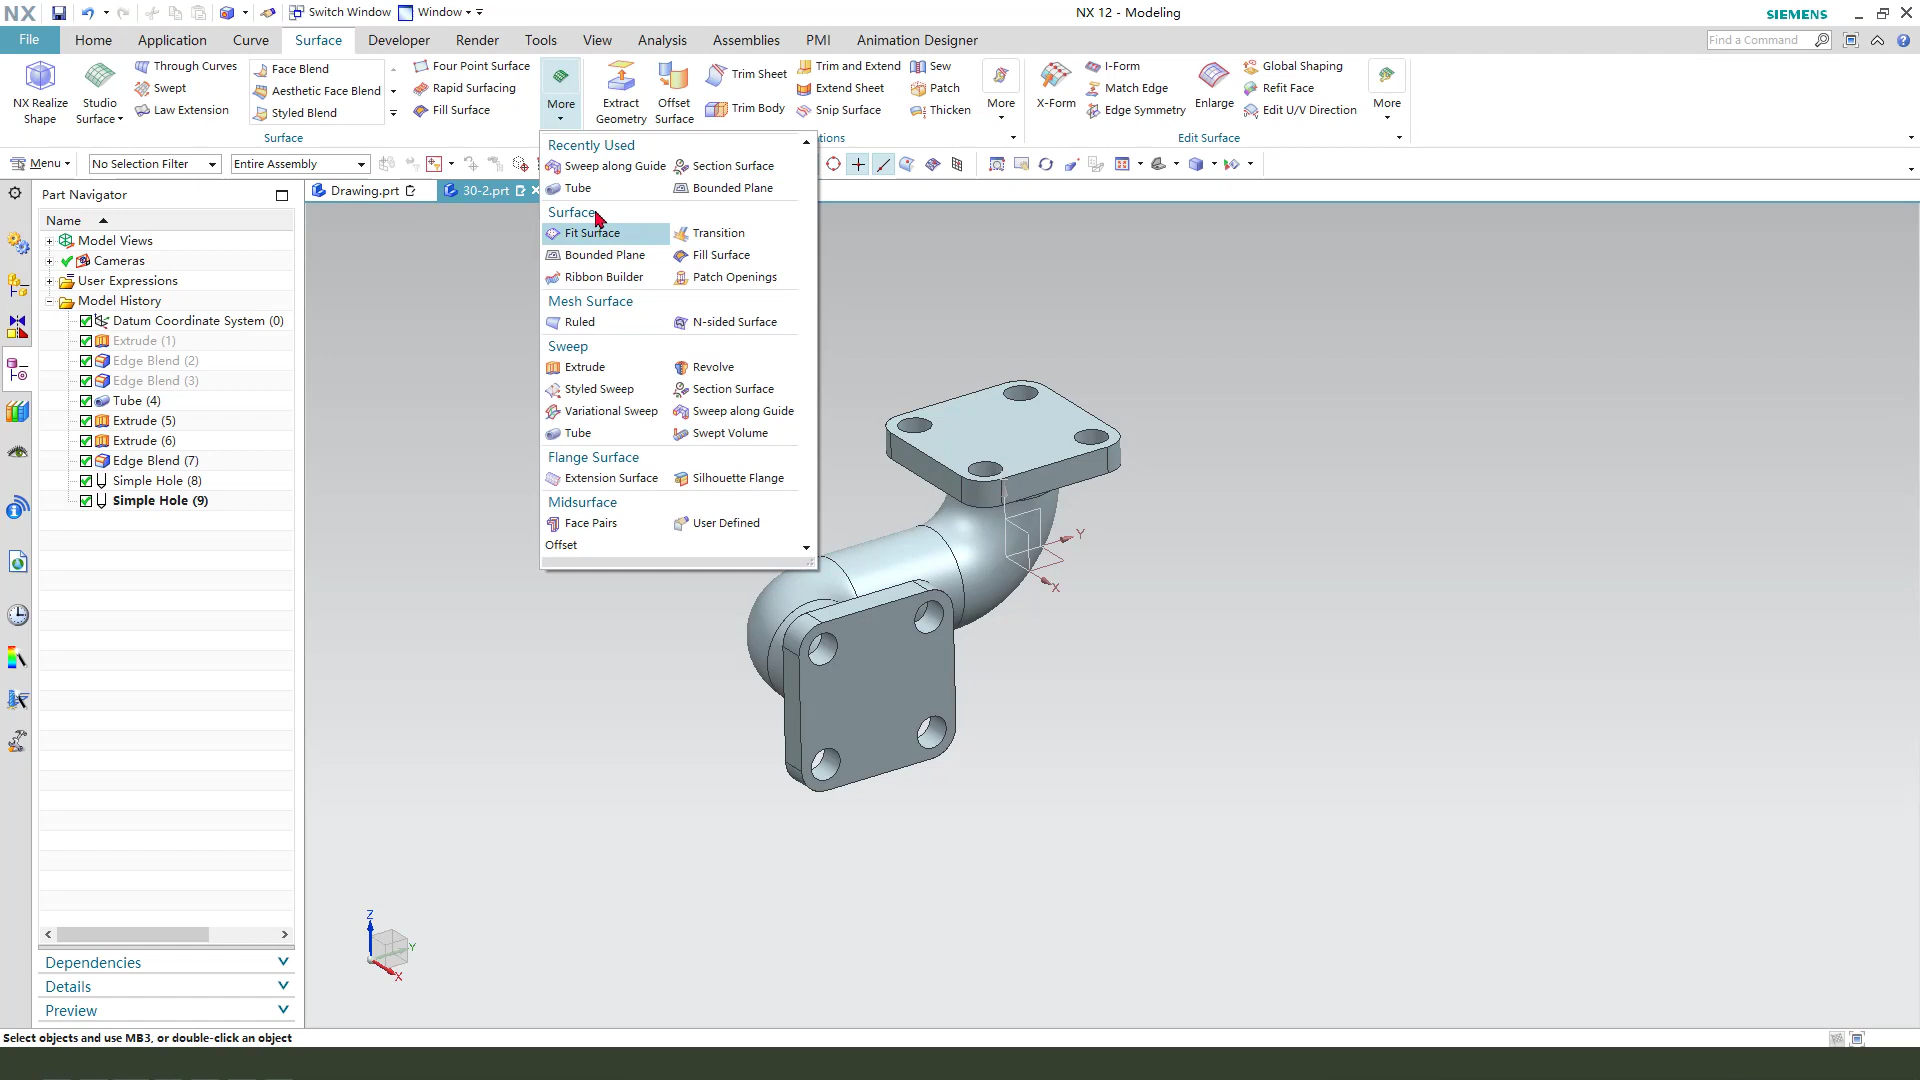 NX Switch Window Window NX 12 - Modeling SIEMENS
File Home Application Curve Surface Developer Render Tools View Analysis Assemblies PMI Animation Designer Find a Command
NX Realize Shape
Studio Surface
Through Curves
Swept
Law Extension
Face Blend
Aesthetic Face Blend
Styled Blend
Four Point Surface
Rapid Surfacing
Fill Surface
More
Extract Geometry
Offset Surface
Trim Sheet
Trim Body
Trim and Extend
Extend Sheet
Snip Surface
Sew
Patch
Thicken
More
X-Form
I-Form
Match Edge
Edge Symmetry
Enlarge
Global Shaping
Refit Face
Edit U/V Direction
More
Surface
ations
Edit Surface
Menu No Selection Filter Entire Assembly
Part Navigator
Drawing.prt 30-2.prt
Name
Model Views
Cameras
User Expressions
Model History
Datum Coordinate System (0)
Extrude (1)
Edge Blend (2)
Edge Blend (3)
Tube (4)
Extrude (5)
Extrude (6)
Edge Blend (7)
Simple Hole (8)
Simple Hole (9)
Dependencies
Details
Preview
Recently Used
Sweep along Guide Section Surface
Tube Bounded Plane
Surface
Fit Surface Transition
Bounded Plane Fill Surface
Ribbon Builder Patch Openings
Mesh Surface
Ruled N-sided Surface
Sweep
Extrude Revolve
Styled Sweep Section Surface
Variational Sweep Sweep along Guide
Tube Swept Volume
Flange Surface
Extension Surface Silhouette Flange
Midsurface
Face Pairs User Defined
Offset
Y
X
Z
Y
X
Select objects and use MB3, or double-click an object